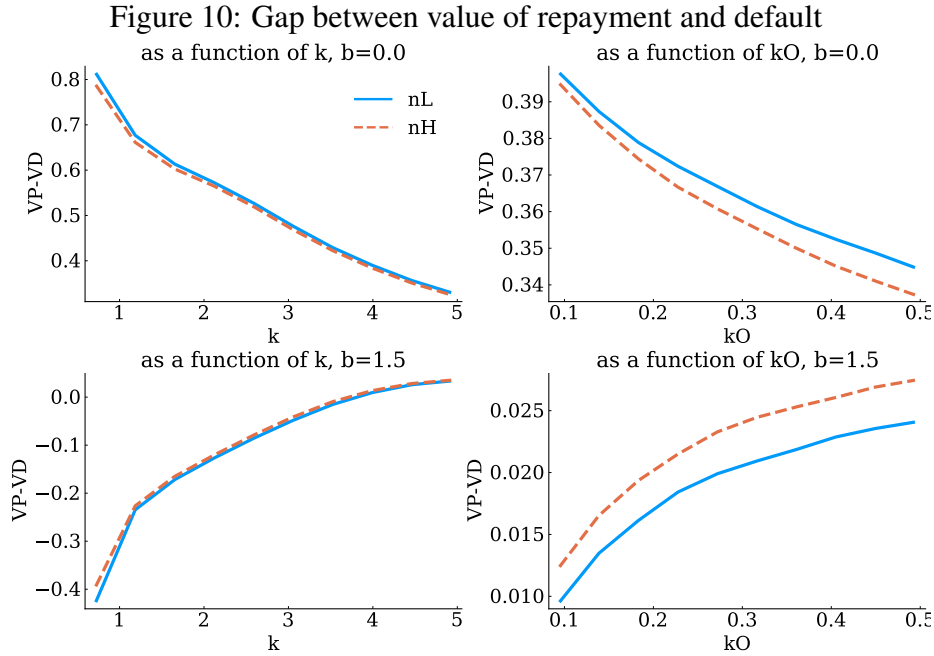 Figure 10: Gap between value of repayment and default
as a function of k, b=0.0
0.8
0.7
0.6
0.5
0.4
VP-VD
1 2 3 4 5
k
nL
nH
as a function of kO, b=0.0
0.39
0.38
0.37
0.36
0.35
0.34
VP-VD
0.1 0.2 0.3 0.4 0.5
kO
as a function of k, b=1.5
0.0
−0.1
−0.2
−0.3
−0.4
VP-VD
1 2 3 4 5
k
as a function of kO, b=1.5
0.025
0.020
0.015
0.010
VP-VD
0.1 0.2 0.3 0.4 0.5
kO